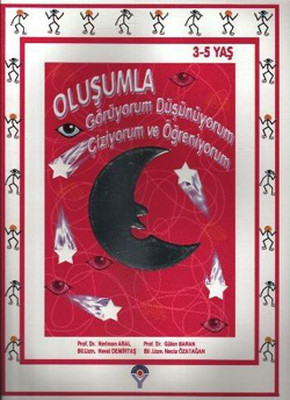 3-5 YAŞ
OLUŞUMLA
Görüyorum Düşünüyorum
Çiziyorum ve Öğreniyorum
Prof. Dr. Neriman ARAL Prof. Dr. Gülen BARAN
Bil.Uzm. Neval DEMİRTAŞ Bil.Uzm. Necla ÖZATAĞAN